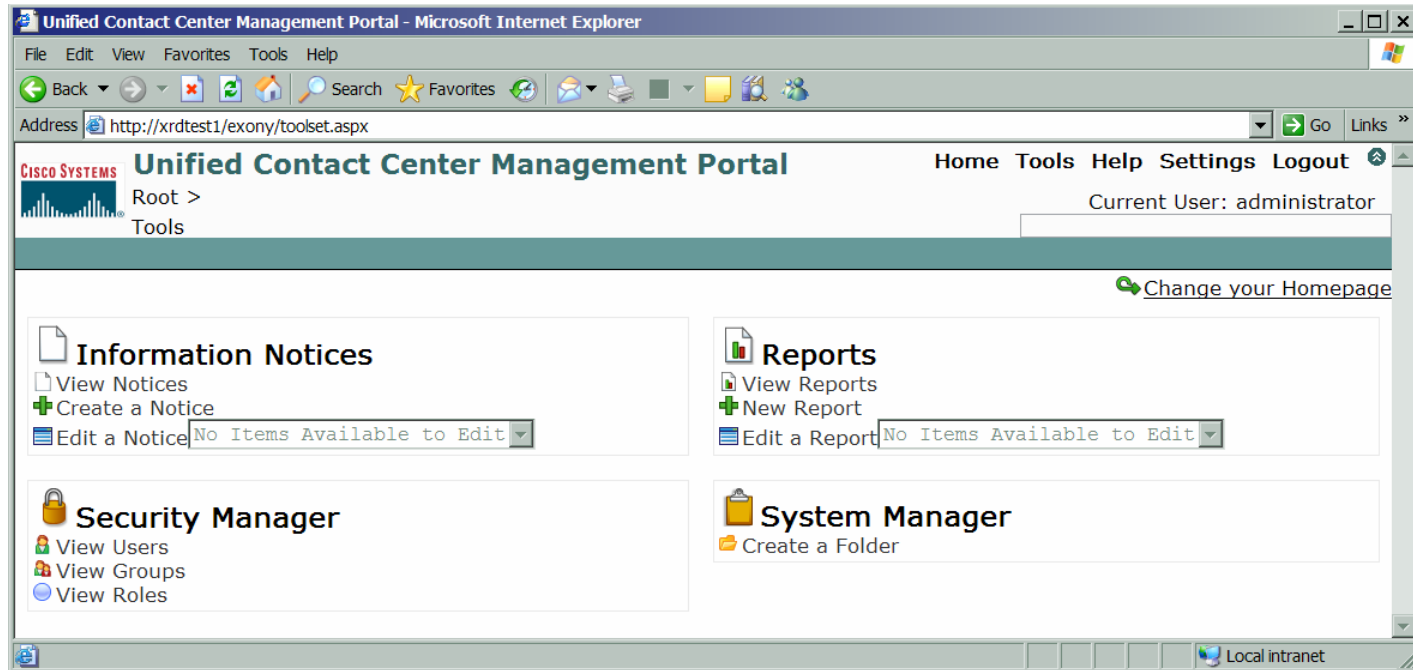 Unified Contact Center Management Portal - Microsoft Internet Explorer
File Edit View Favorites Tools Help
Back Search Favorites
Address http://xrdtest1/exony/toolset.aspx Go Links »
CISCO SYSTEMS
Unified Contact Center Management Portal
Home Tools Help Settings Logout
Root >
Current User: administrator
Tools
Change your Homepage
Information Notices
View Notices
Create a Notice
Edit a Notice No Items Available to Edit
Reports
View Reports
New Report
Edit a Report No Items Available to Edit
Security Manager
View Users
View Groups
View Roles
System Manager
Create a Folder
Local intranet